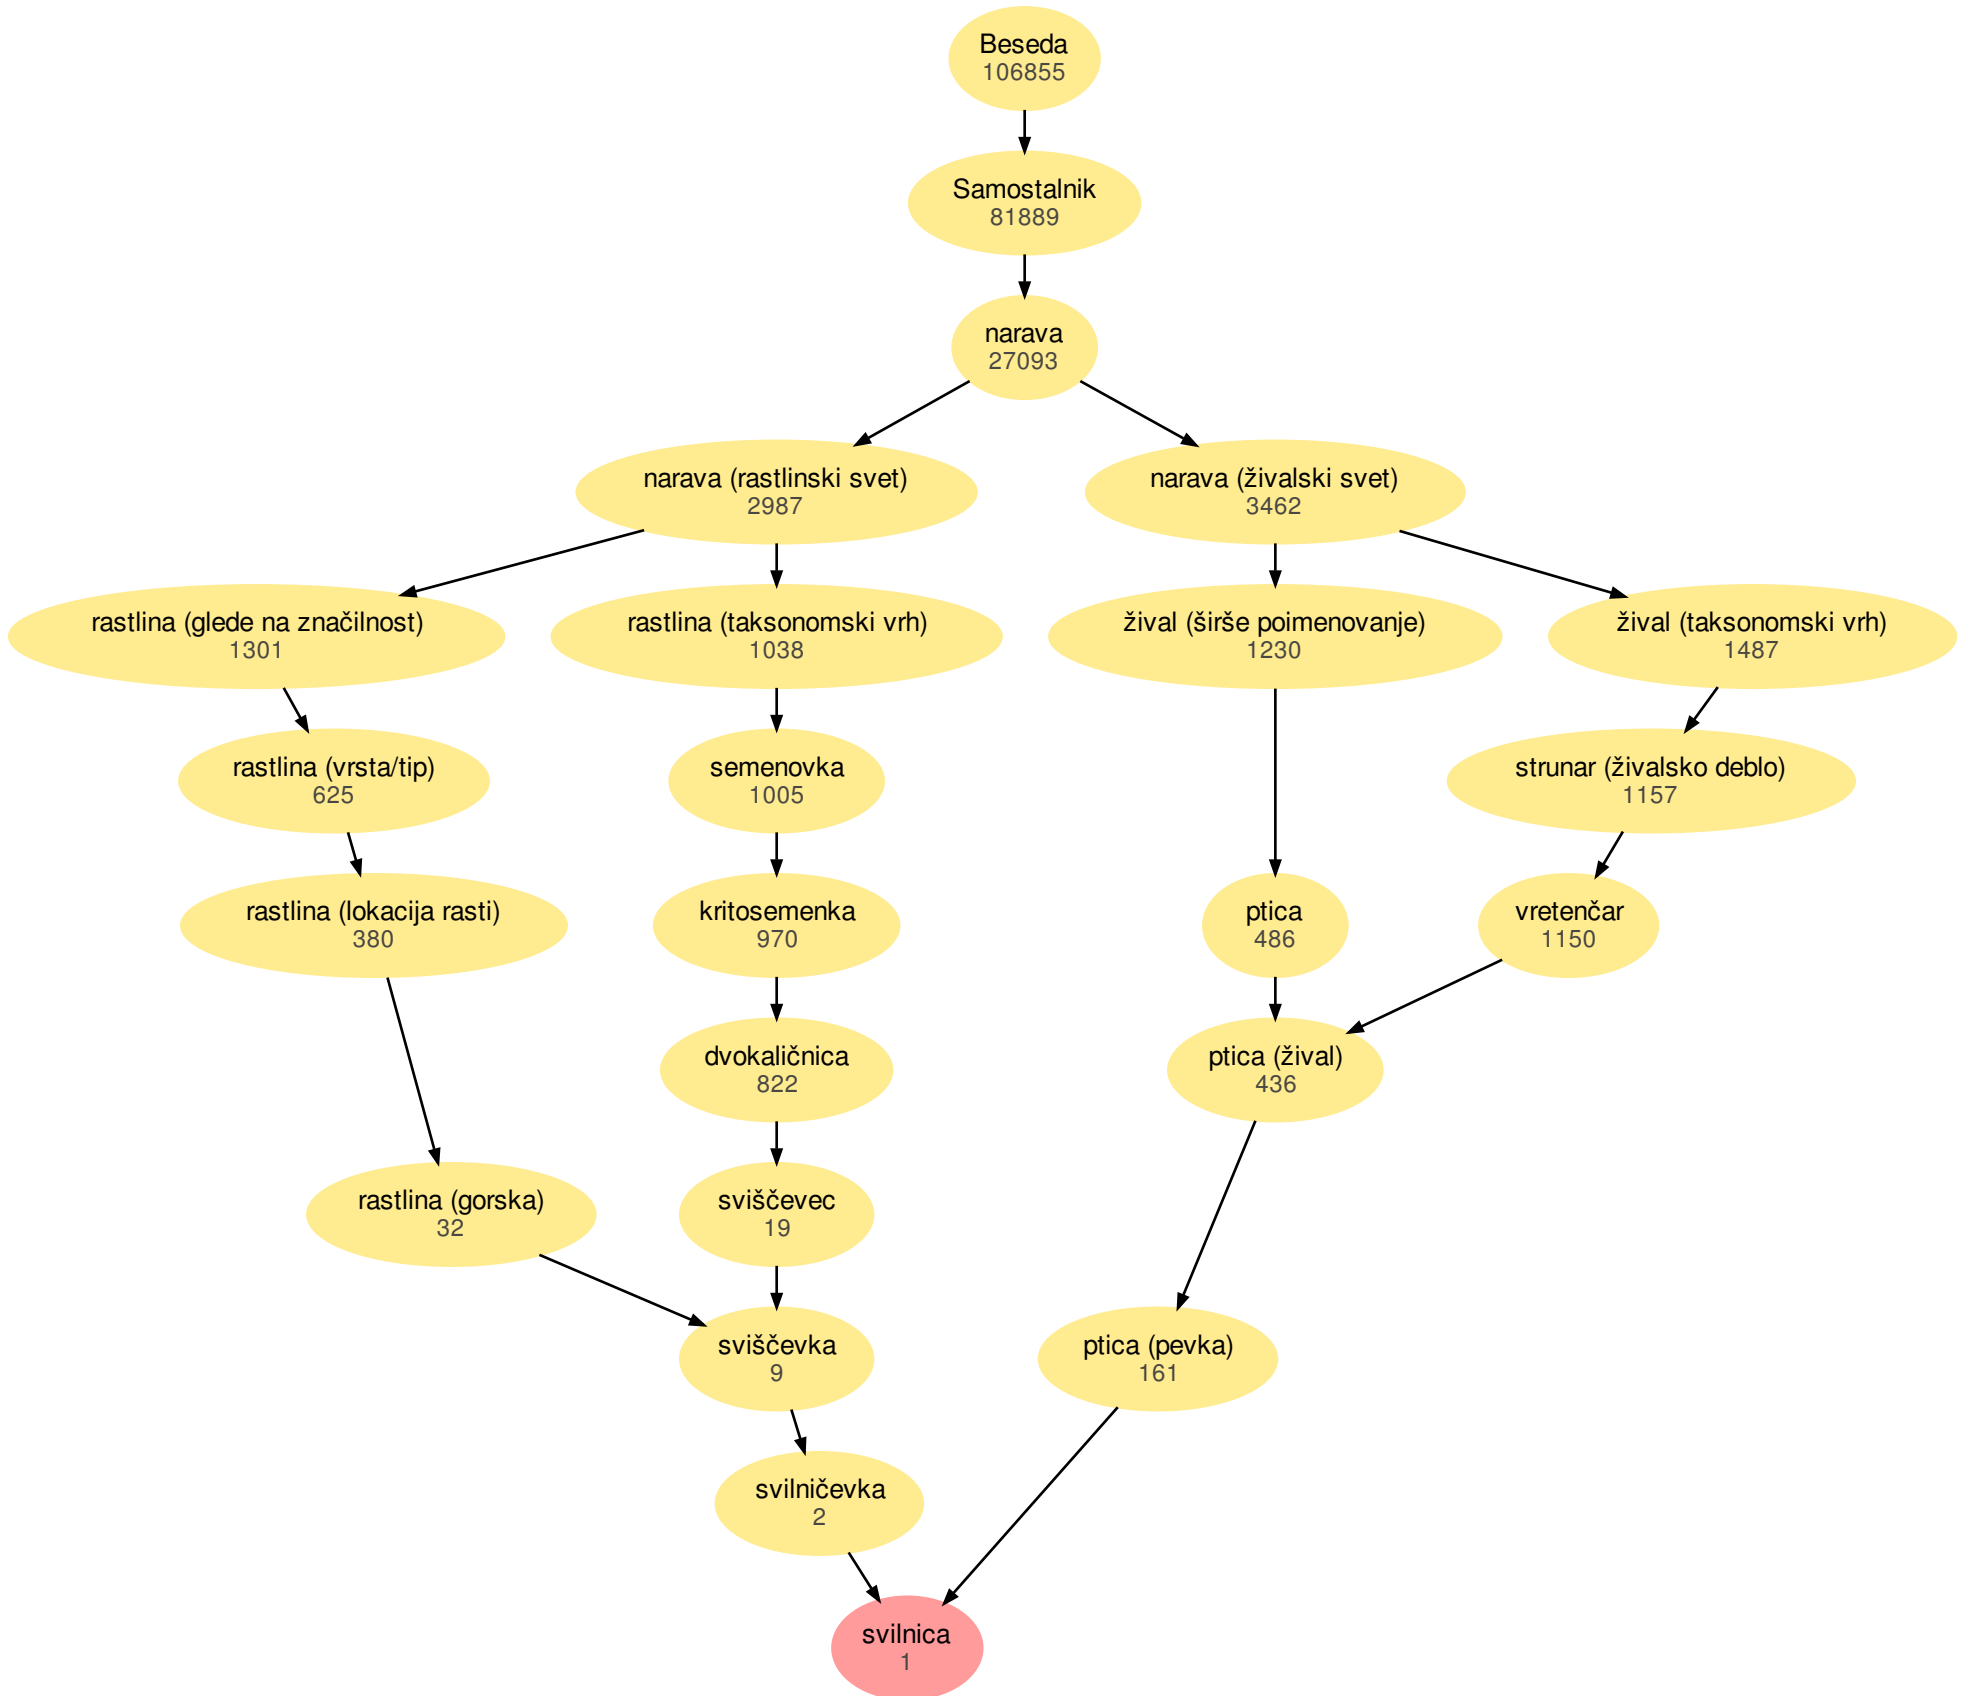 Beseda
106855
Samostalnik
81889
narava
27093
narava (rastlinski svet)
2987
narava (živalski svet)
3462
rastlina (glede na značilnost)
1301
rastlina (taksonomski vrh)
1038
žival (širše poimenovanje)
1230
žival (taksonomski vrh)
1487
rastlina (vrsta/tip)
625
semenovka
1005
strunar (živalsko deblo)
1157
rastlina (lokacija rasti)
380
kritosemenka
970
ptica
486
vretenčar
1150
dvokaličnica
822
ptica (žival)
436
rastlina (gorska)
32
sviščevec
19
sviščevka
9
ptica (pevka)
161
svilničevka
2
svilnica
1